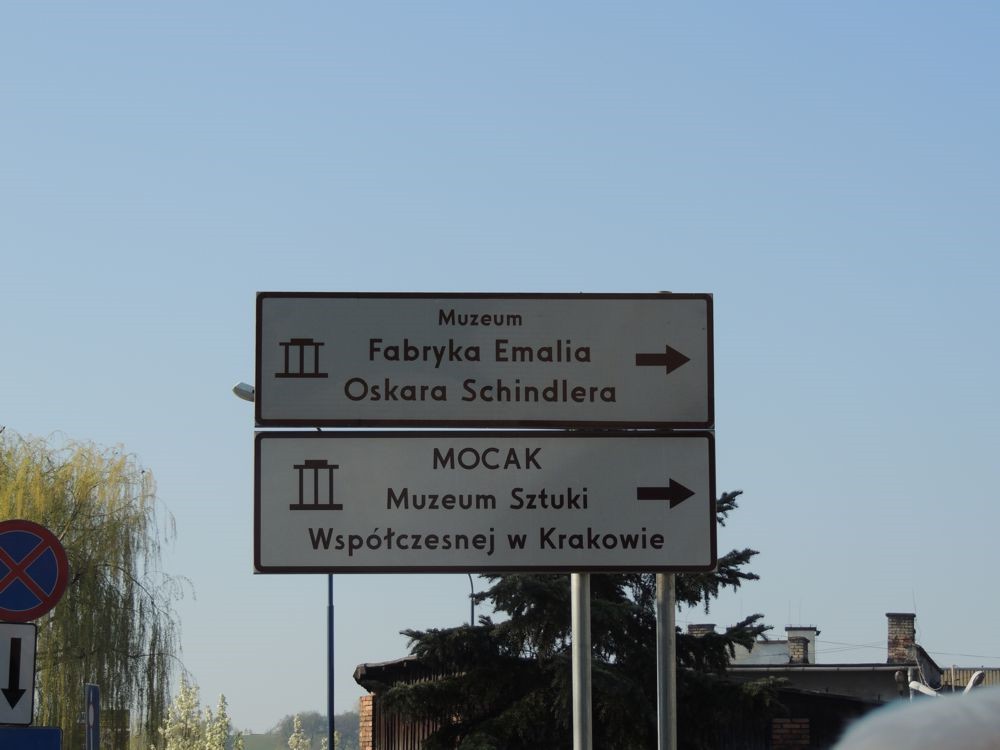 Muzeum
Fabryka Emalia
Oskara Schindlera
MOCAK
Muzeum Sztuki
Współczesnej w Krakowie